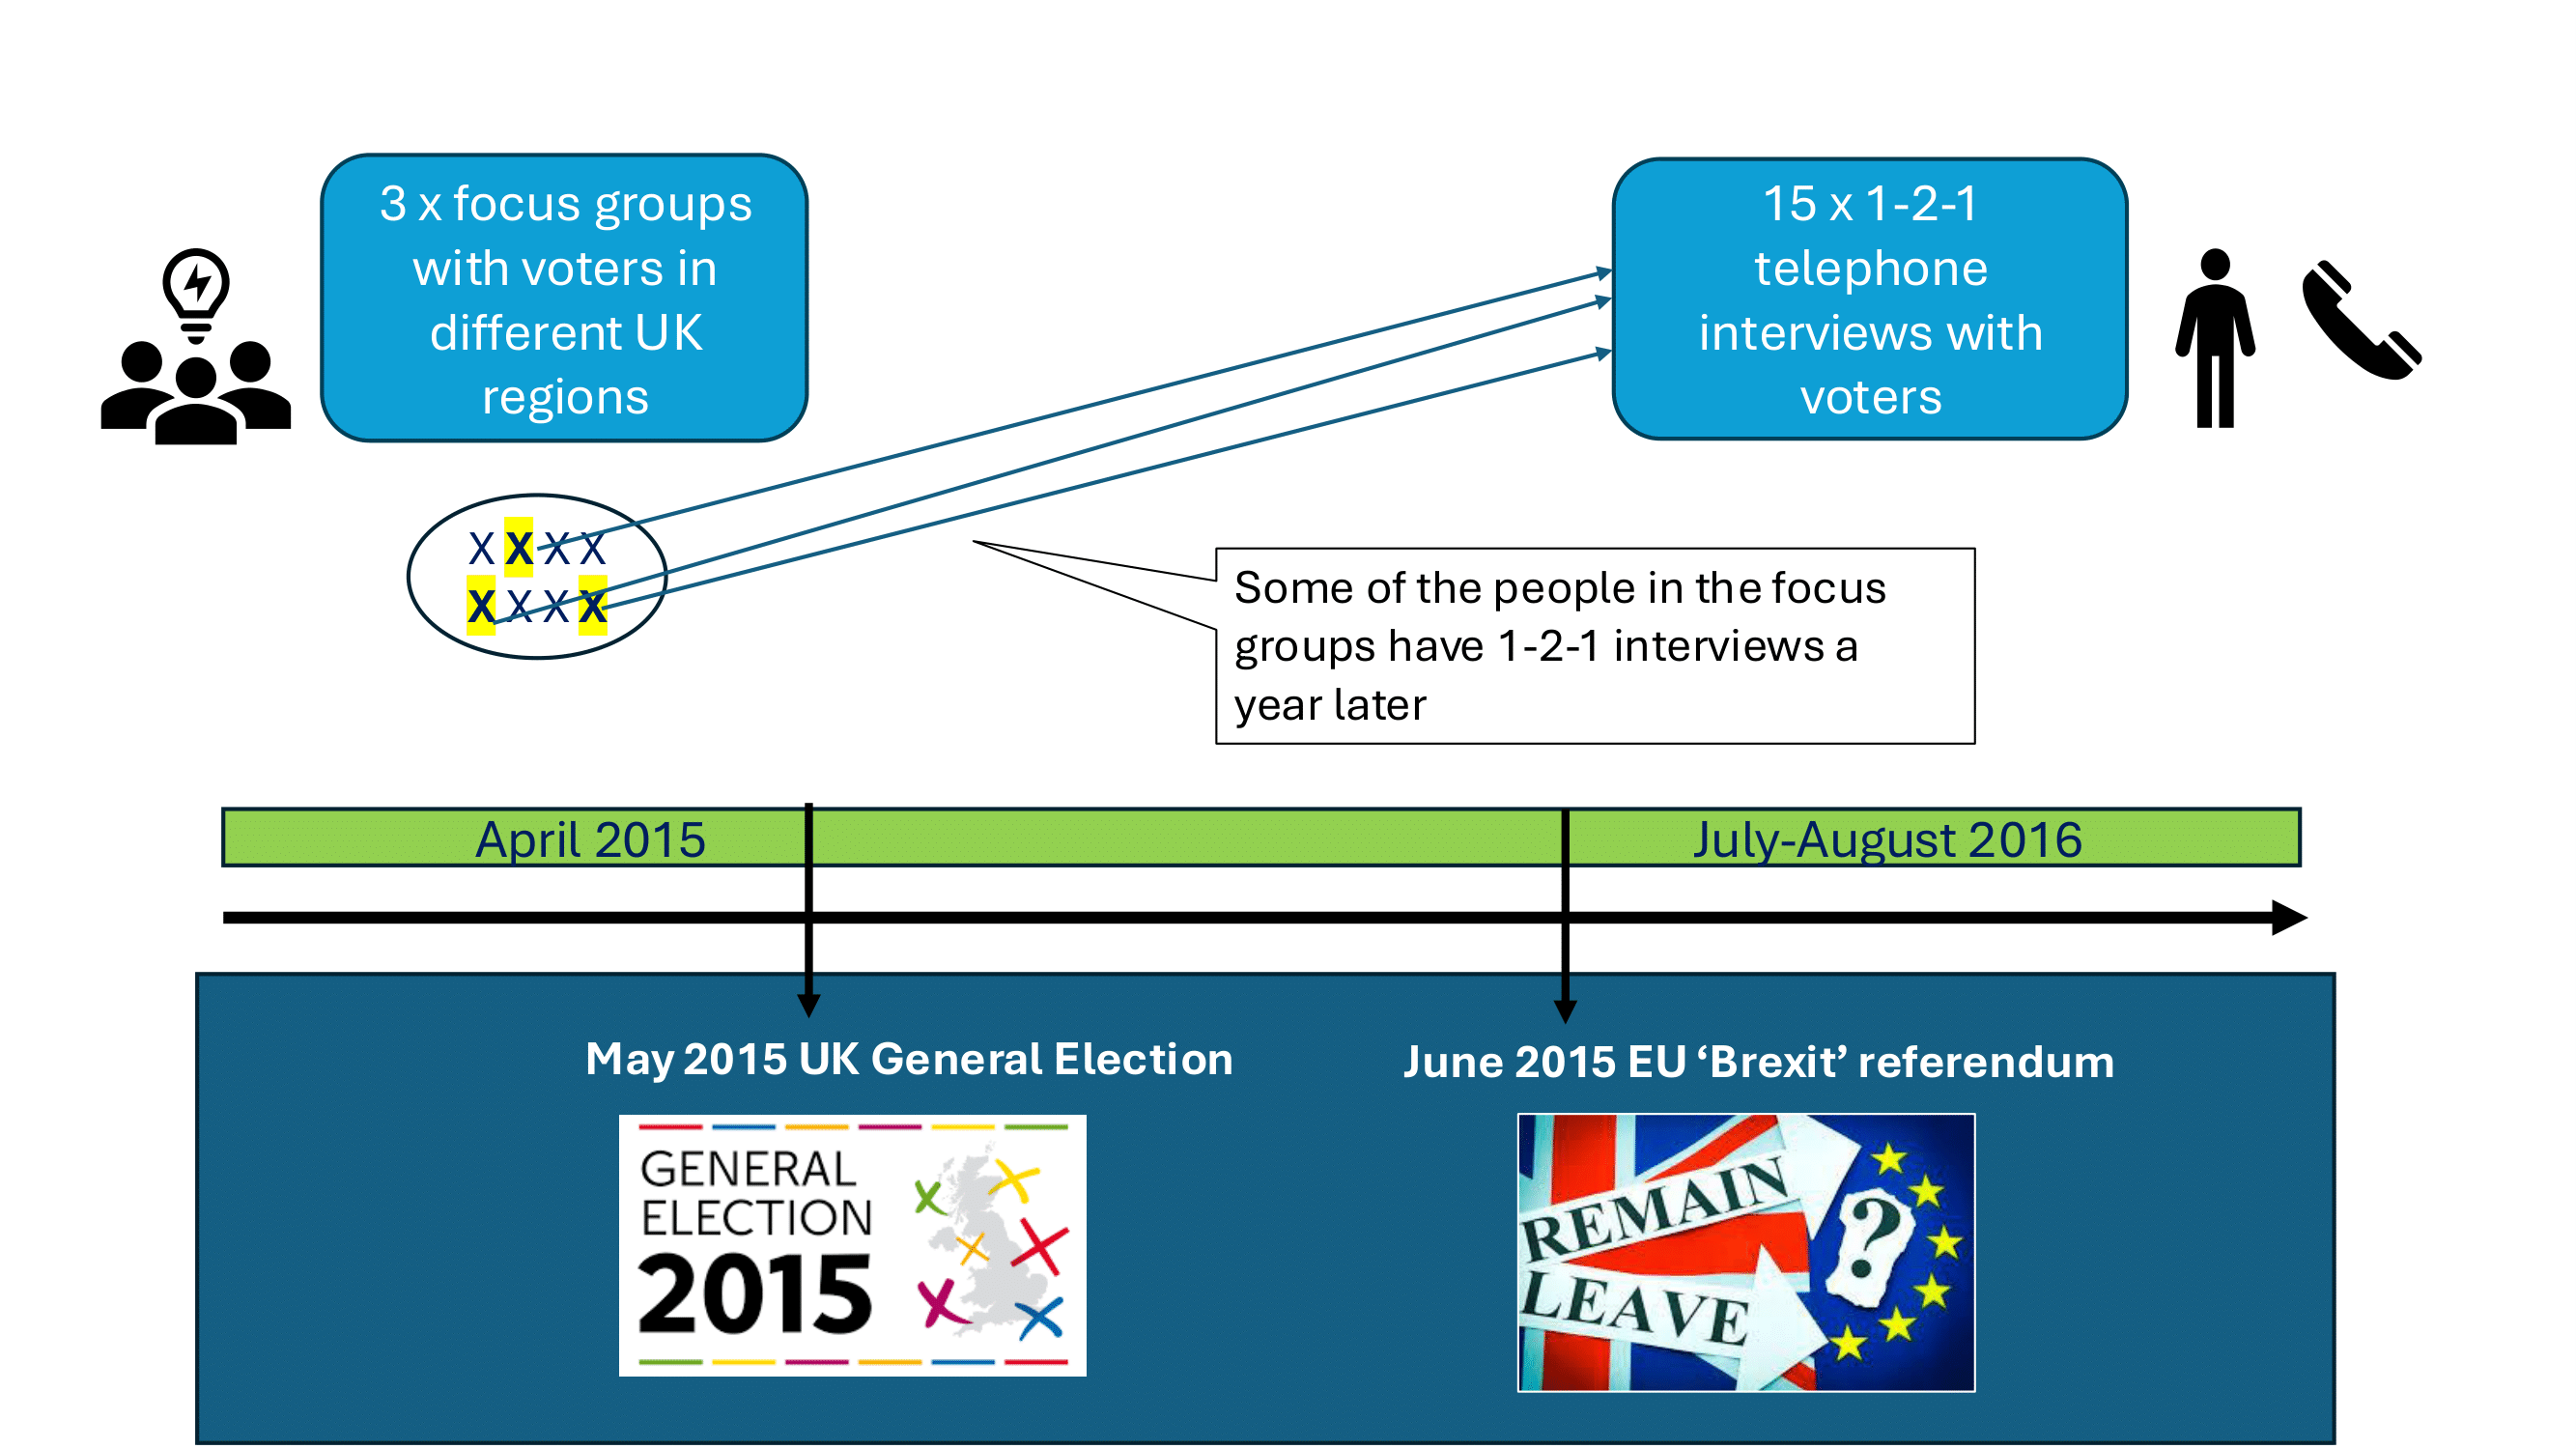 3 x focus groups
with voters in
different UK
regions
15 x 1-2-1
telephone
interviews with
voters
X X X X
X X X X
Some of the people in the focus
groups have 1-2-1 interviews a
year later
April 2015
July-August 2016
May 2015 UK General Election
June 2015 EU ‘Brexit’ referendum
GENERAL
ELECTION
2015
REMAIN
LEAVE
?